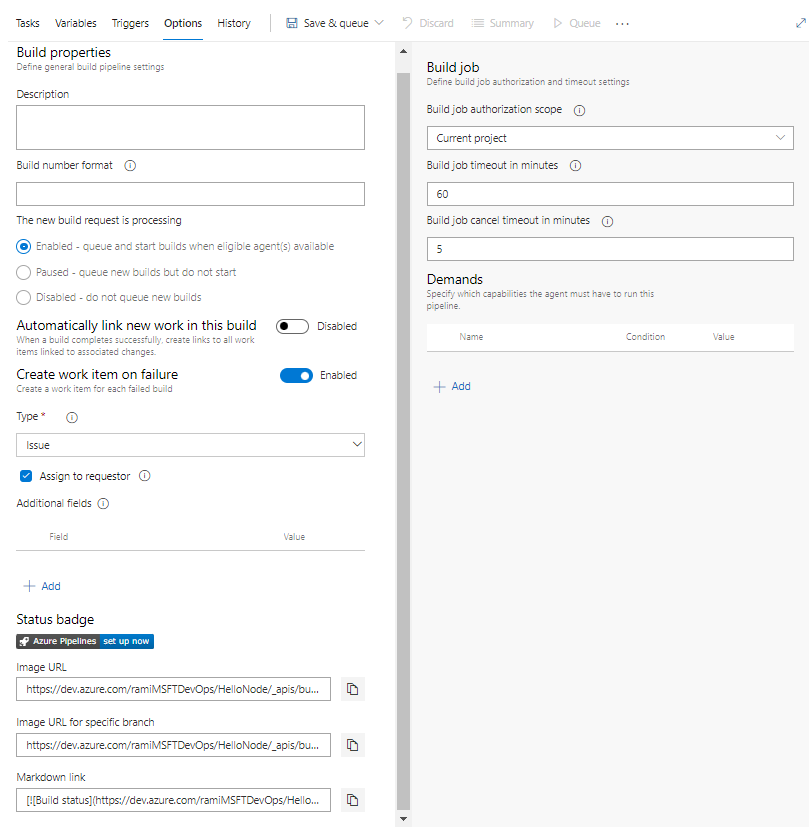 Tasks Variables Triggers Options History Save & queue Discard Summary Queue ...
Build properties
Define general build pipeline settings
Description
Build number format
The new build request is processing
Enabled - queue and start builds when eligible agent(s) available
Paused - queue new builds but do not start
Disabled - do not queue new builds
Automatically link new work in this build Disabled
When a build completes successfully, create links to all work
items linked to associated changes.
Create work item on failure Enabled
Create a work item for each failed build
Type *
Issue
Assign to requestor
Additional fields
Field Value
+ Add
Status badge
Azure Pipelines set up now
Image URL
https://dev.azure.com/ramiMSFTDevOps/HelloNode/_apis/bu...
Image URL for specific branch
https://dev.azure.com/ramiMSFTDevOps/HelloNode/_apis/bu...
Markdown link
[![Build status](https://dev.azure.com/ramiMSFTDevOps/Hello...
Build job
Define build job authorization and timeout settings
Build job authorization scope
Current project
Build job timeout in minutes
60
Build job cancel timeout in minutes
5
Demands
Specify which capabilities the agent must have to run this
pipeline.
Name Condition Value
+ Add